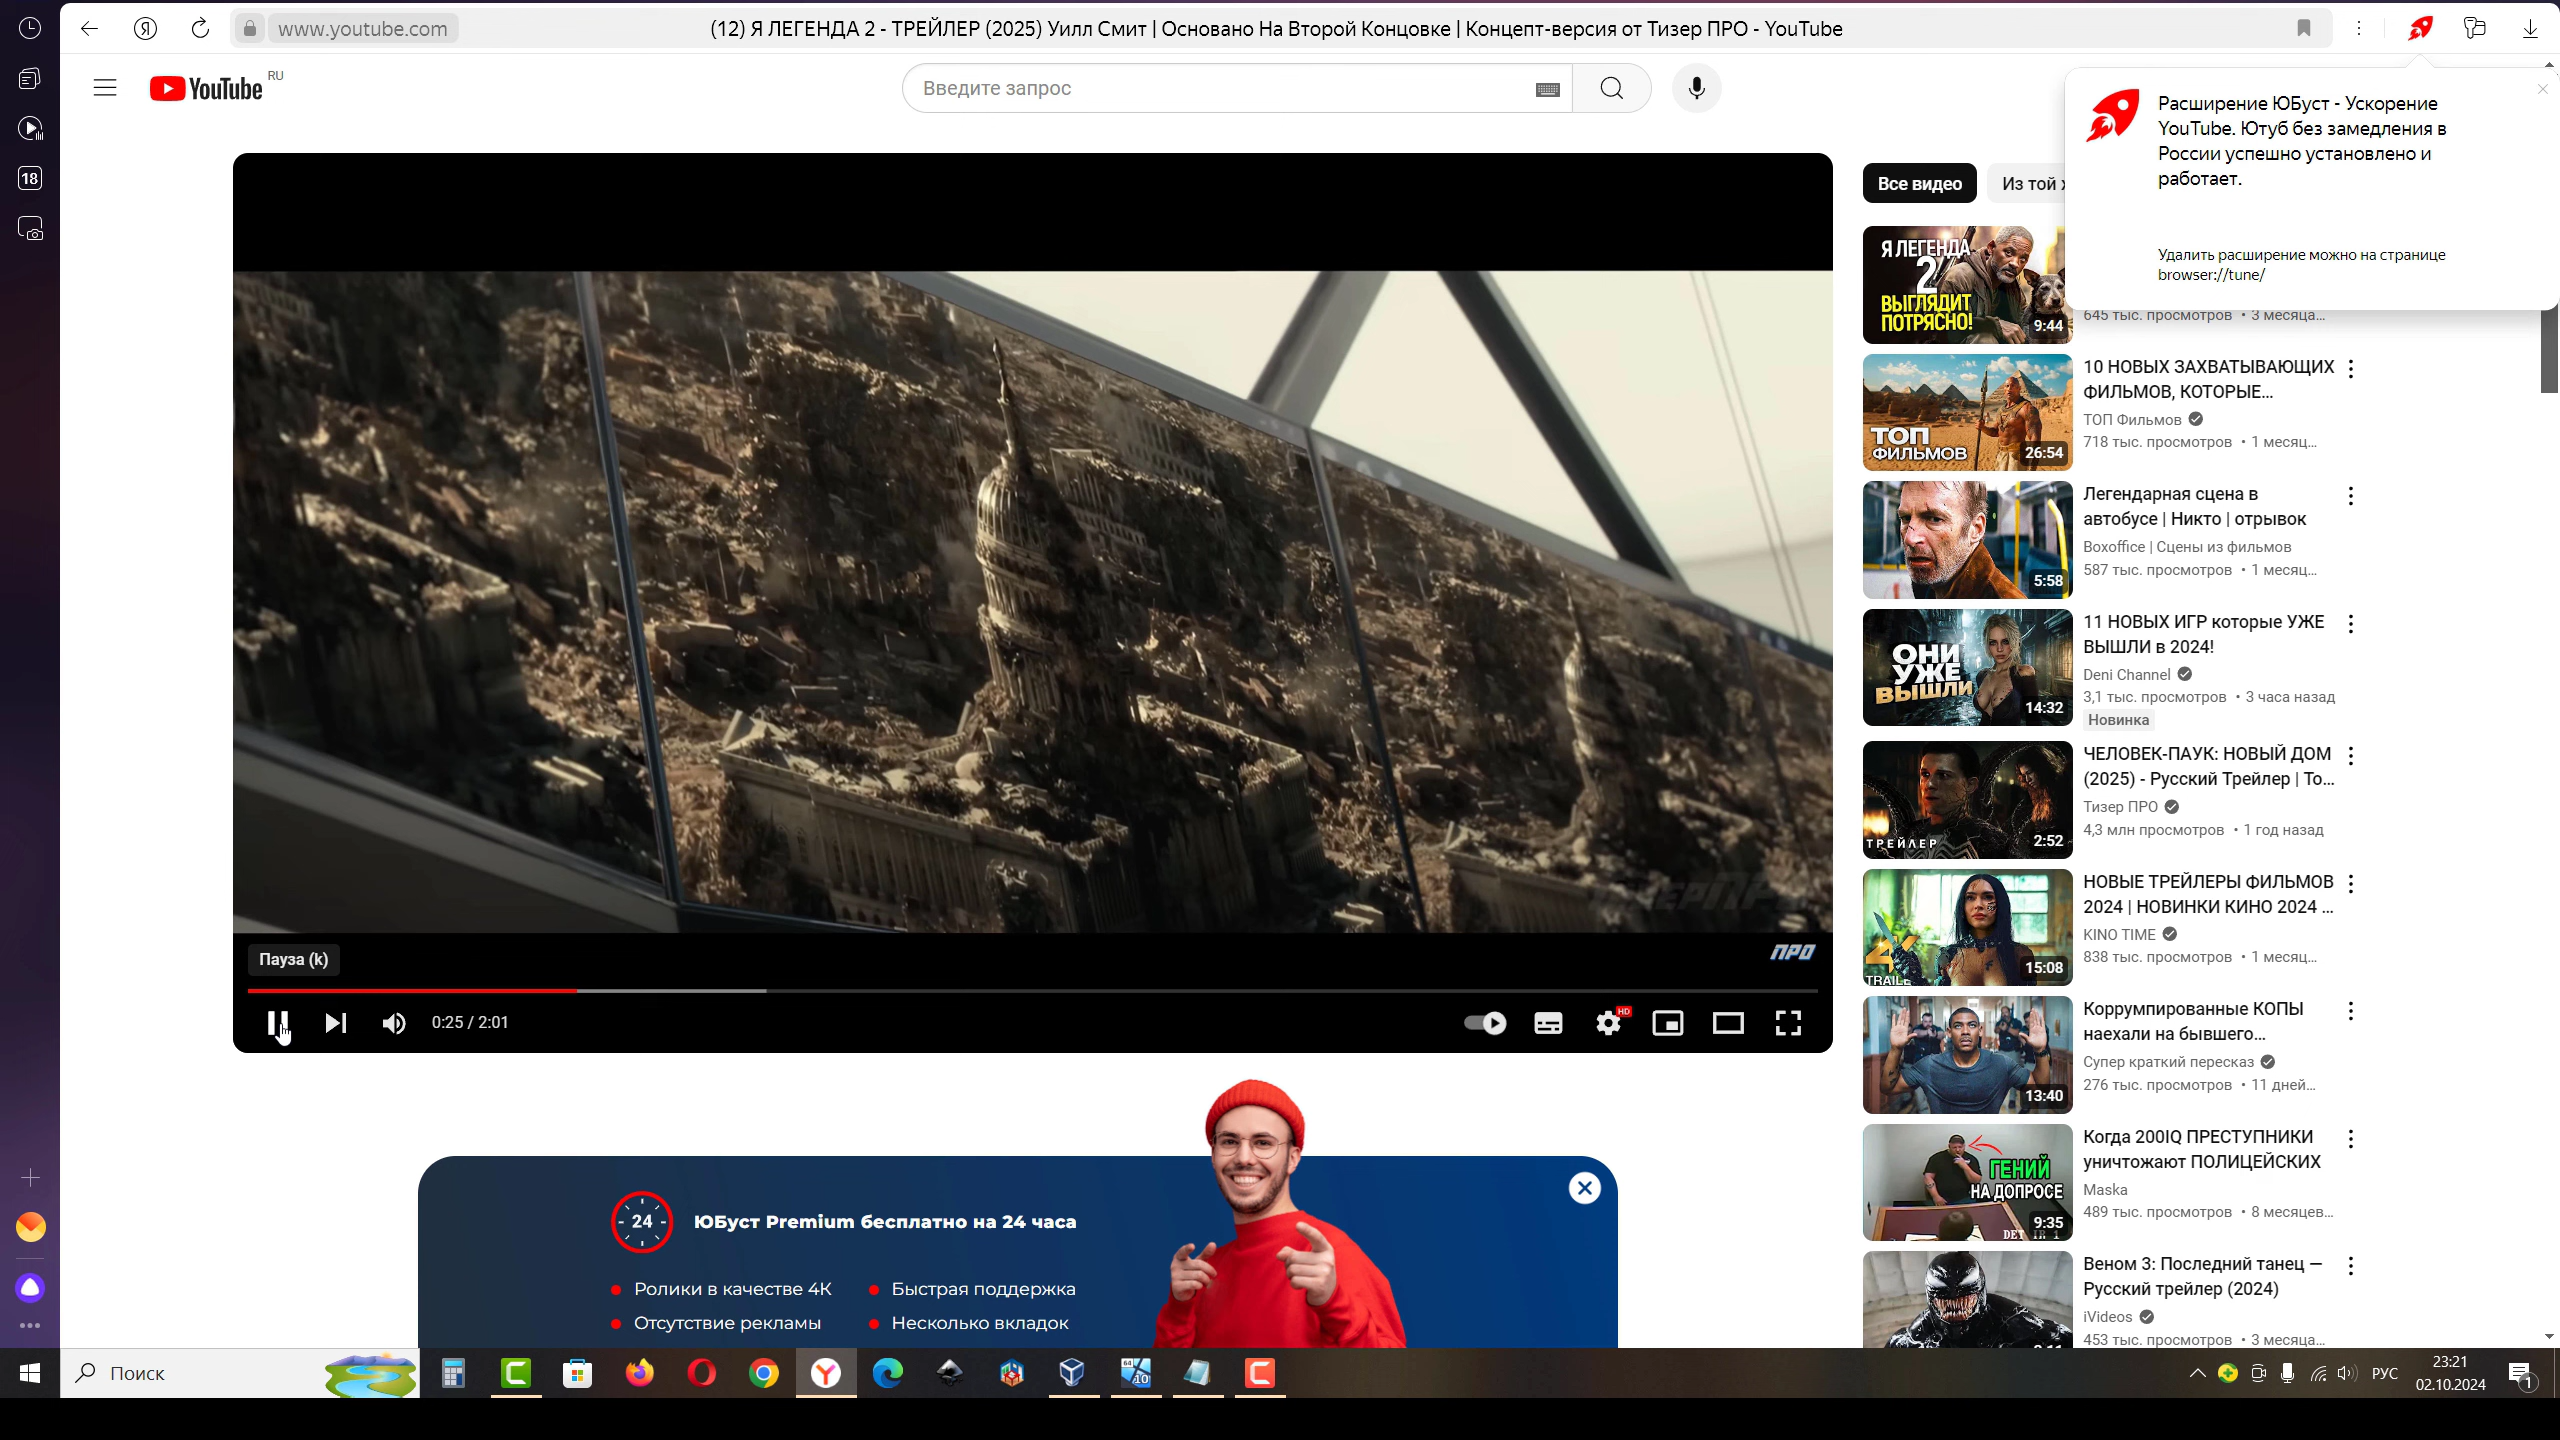 www.youtube.com
(12) Я ЛЕГЕНДА 2 - ТРЕЙЛЕР (2025) Уилл Смит | Основано На Второй Концовке | Концепт-версия от Тизер ПРО - YouTube
18
YouTube
RU
Введите запрос
Расширение ЮБуст - Ускорение
YouTube. Ютуб без замедления в
России успешно установлено и
работает.
Удалить расширение можно на странице
browser://tune/
Все видео
Из той
Я ЛЕГЕНДА
2
ВЫГЛЯДИТ
ПОТРЯСНО!
9:44
645 тыс. просмотров • 3 месяца...
ТОП
ФИЛЬМОВ
26:54
10 НОВЫХ ЗАХВАТЫВАЮЩИХ
ФИЛЬМОВ, КОТОРЫЕ...
ТОП Фильмов
718 тыс. просмотров • 1 месяц...
5:58
Легендарная сцена в
автобусе | Никто | отрывок
Boxoffice | Сцены из фильмов
587 тыс. просмотров • 1 месяц...
ОНИ
УЖЕ
ВЫШЛИ
14:32
11 НОВЫХ ИГР которые УЖЕ
ВЫШЛИ в 2024!
Deni Channel
3,1 тыс. просмотров • 3 часа назад
Новинка
ТРЕЙЛЕР
2:52
ЧЕЛОВЕК-ПАУК: НОВЫЙ ДОМ
(2025) - Русский Трейлер | To...
Тизер ПРО
4,3 млн просмотров • 1 год назад
4K
TRAILE
15:08
НОВЫЕ ТРЕЙЛЕРЫ ФИЛЬМОВ
2024 | НОВИНКИ КИНО 2024 ...
KINO TIME
838 тыс. просмотров • 1 месяц...
13:40
Коррумпированные КОПЫ
наехали на бывшего...
Супер краткий пересказ
276 тыс. просмотров • 11 дней...
ГЕНИЙ
НА ДОПРОСЕ
9:35
Когда 200IQ ПРЕСТУПНИКИ
уничтожают ПОЛИЦЕЙСКИХ
Maska
489 тыс. просмотров • 8 месяцев...
Веном 3: Последний танец —
Русский трейлер (2024)
iVideos
453 тыс. просмотров • 3 месяца...
Пауза (k)
ПРО
0:25 / 2:01
HD
24
ЮБуст Premium бесплатно на 24 часа
Ролики в качестве 4К
Быстрая поддержка
Отсутствие рекламы
Несколько вкладок
Поиск
64
10
РУС
23:21
02.10.2024
1